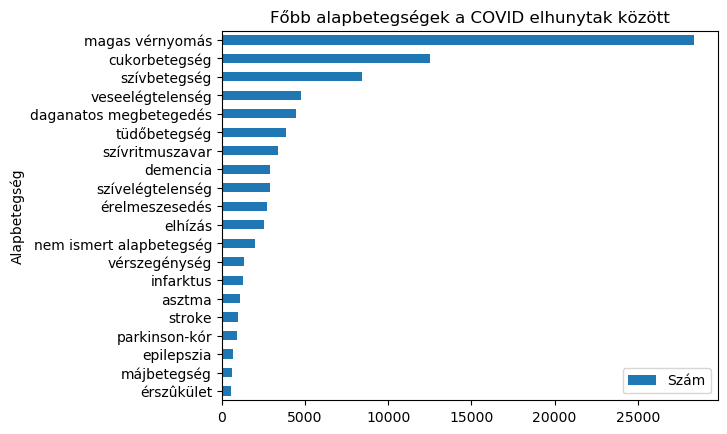 Főbb alapbetegségek a COVID elhunytak között
magas vérnyomás
cukorbetegség
szívbetegség
veseelégtelenség
daganatos megbetegedés
tüdőbetegség
szívritmuszavar
demencia
szívelégtelenség
érelmeszesedés
elhízás
nem ismert alapbetegség
vérszegénység
infarktus
asztma
stroke
parkinson-kór
epilepszia
májbetegség
érszûkület
Alapbetegség
Szám
0 5000 10000 15000 20000 25000